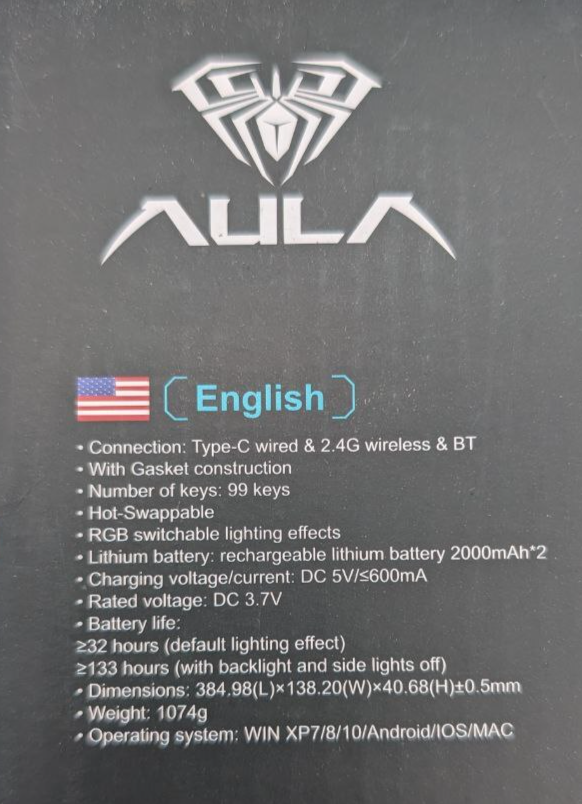 AULA
English
• Connection: Type-C wired & 2.4G wireless & BT
• With Gasket construction
• Number of keys: 99 keys
• Hot-Swappable
• RGB switchable lighting effects
• Lithium battery: rechargeable lithium battery 2000mAh*2
• Charging voltage/current: DC 5V/≤600mA
• Rated voltage: DC 3.7V
• Battery life:
≥32 hours (default lighting effect)
≥133 hours (with backlight and side lights off)
• Dimensions: 384.98(L)×138.20(W)×40.68(H)±0.5mm
• Weight: 1074g
• Operating system: WIN XP7/8/10/Android/IOS/MAC